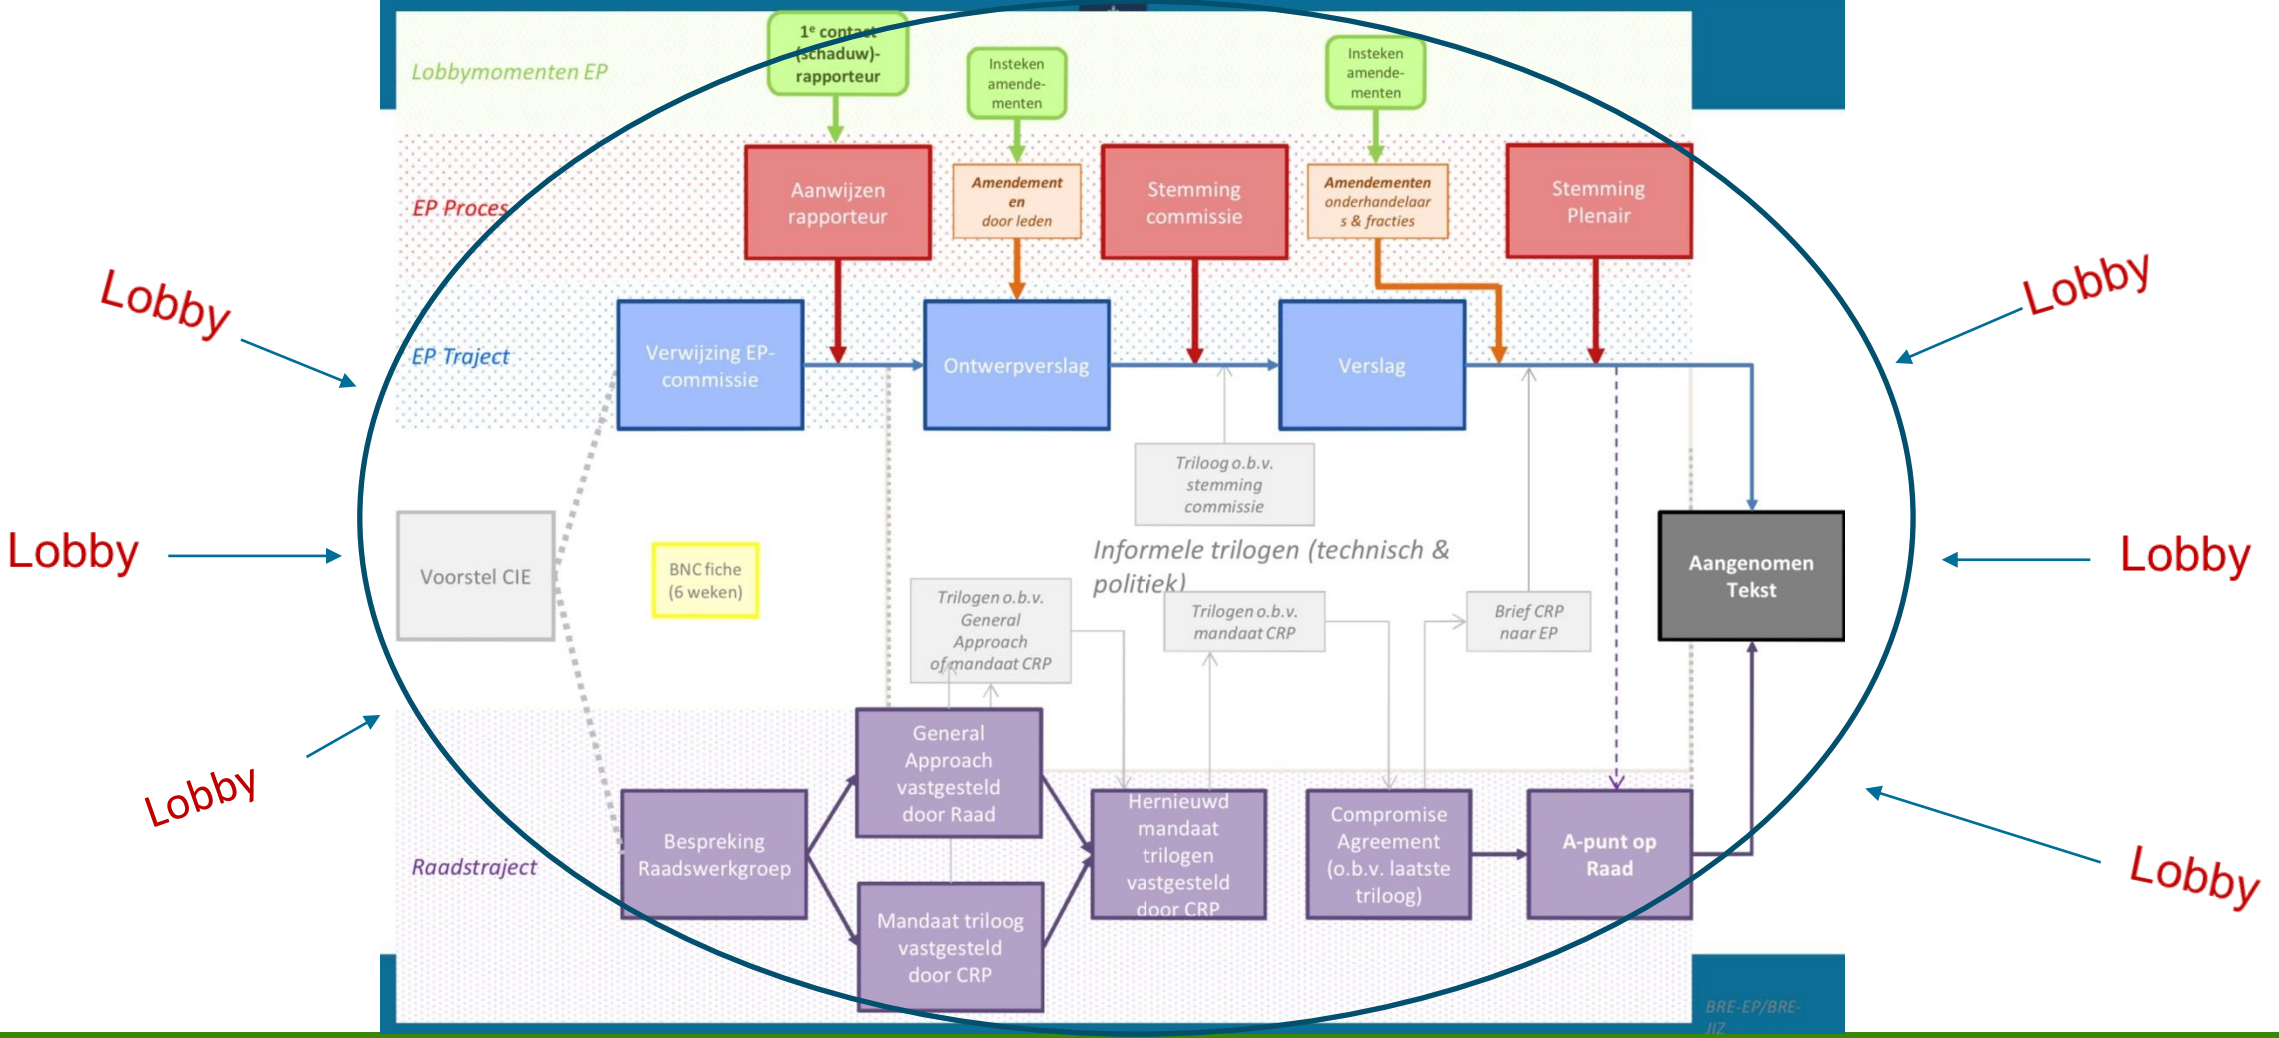 1e contact
(schaduw)-
rapporteur
Lobbymomenten EP
Insteken
amende-
menten
Insteken
amende-
menten
EP Proces
Aanwijzen
rapporteur
Amendement
en
door leden
Stemming
commissie
Amendementen
onderhandelaar
s & fracties
Stemming
Plenair
Lobby
Lobby
EP Traject
Verwijzing EP-
commissie
Ontwerpverslag
Verslag
Triloog o.b.v.
stemming
commissie
Informele trilogen (technisch &
politiek)
Lobby
Voorstel CIE
BNC fiche
(6 weken)
Trilogen o.b.v.
General
Approach
of mandaat CRP
Trilogen o.b.v.
mandaat CRP
Brief CRP
naar EP
Aangenomen
Tekst
Lobby
Lobby
General
Approach
vastgesteld
door Raad
Raadstraject
Bespreking
Raadswerkgroep
Mandaat triloog
vastgesteld
door CRP
Hernieuwd
mandaat
trilogen
vastgesteld
door CRP
Compromise
Agreement
(o.b.v. laatste
triloog)
A-punt op
Raad
Lobby
BRE-EP/BRE-
JIZ